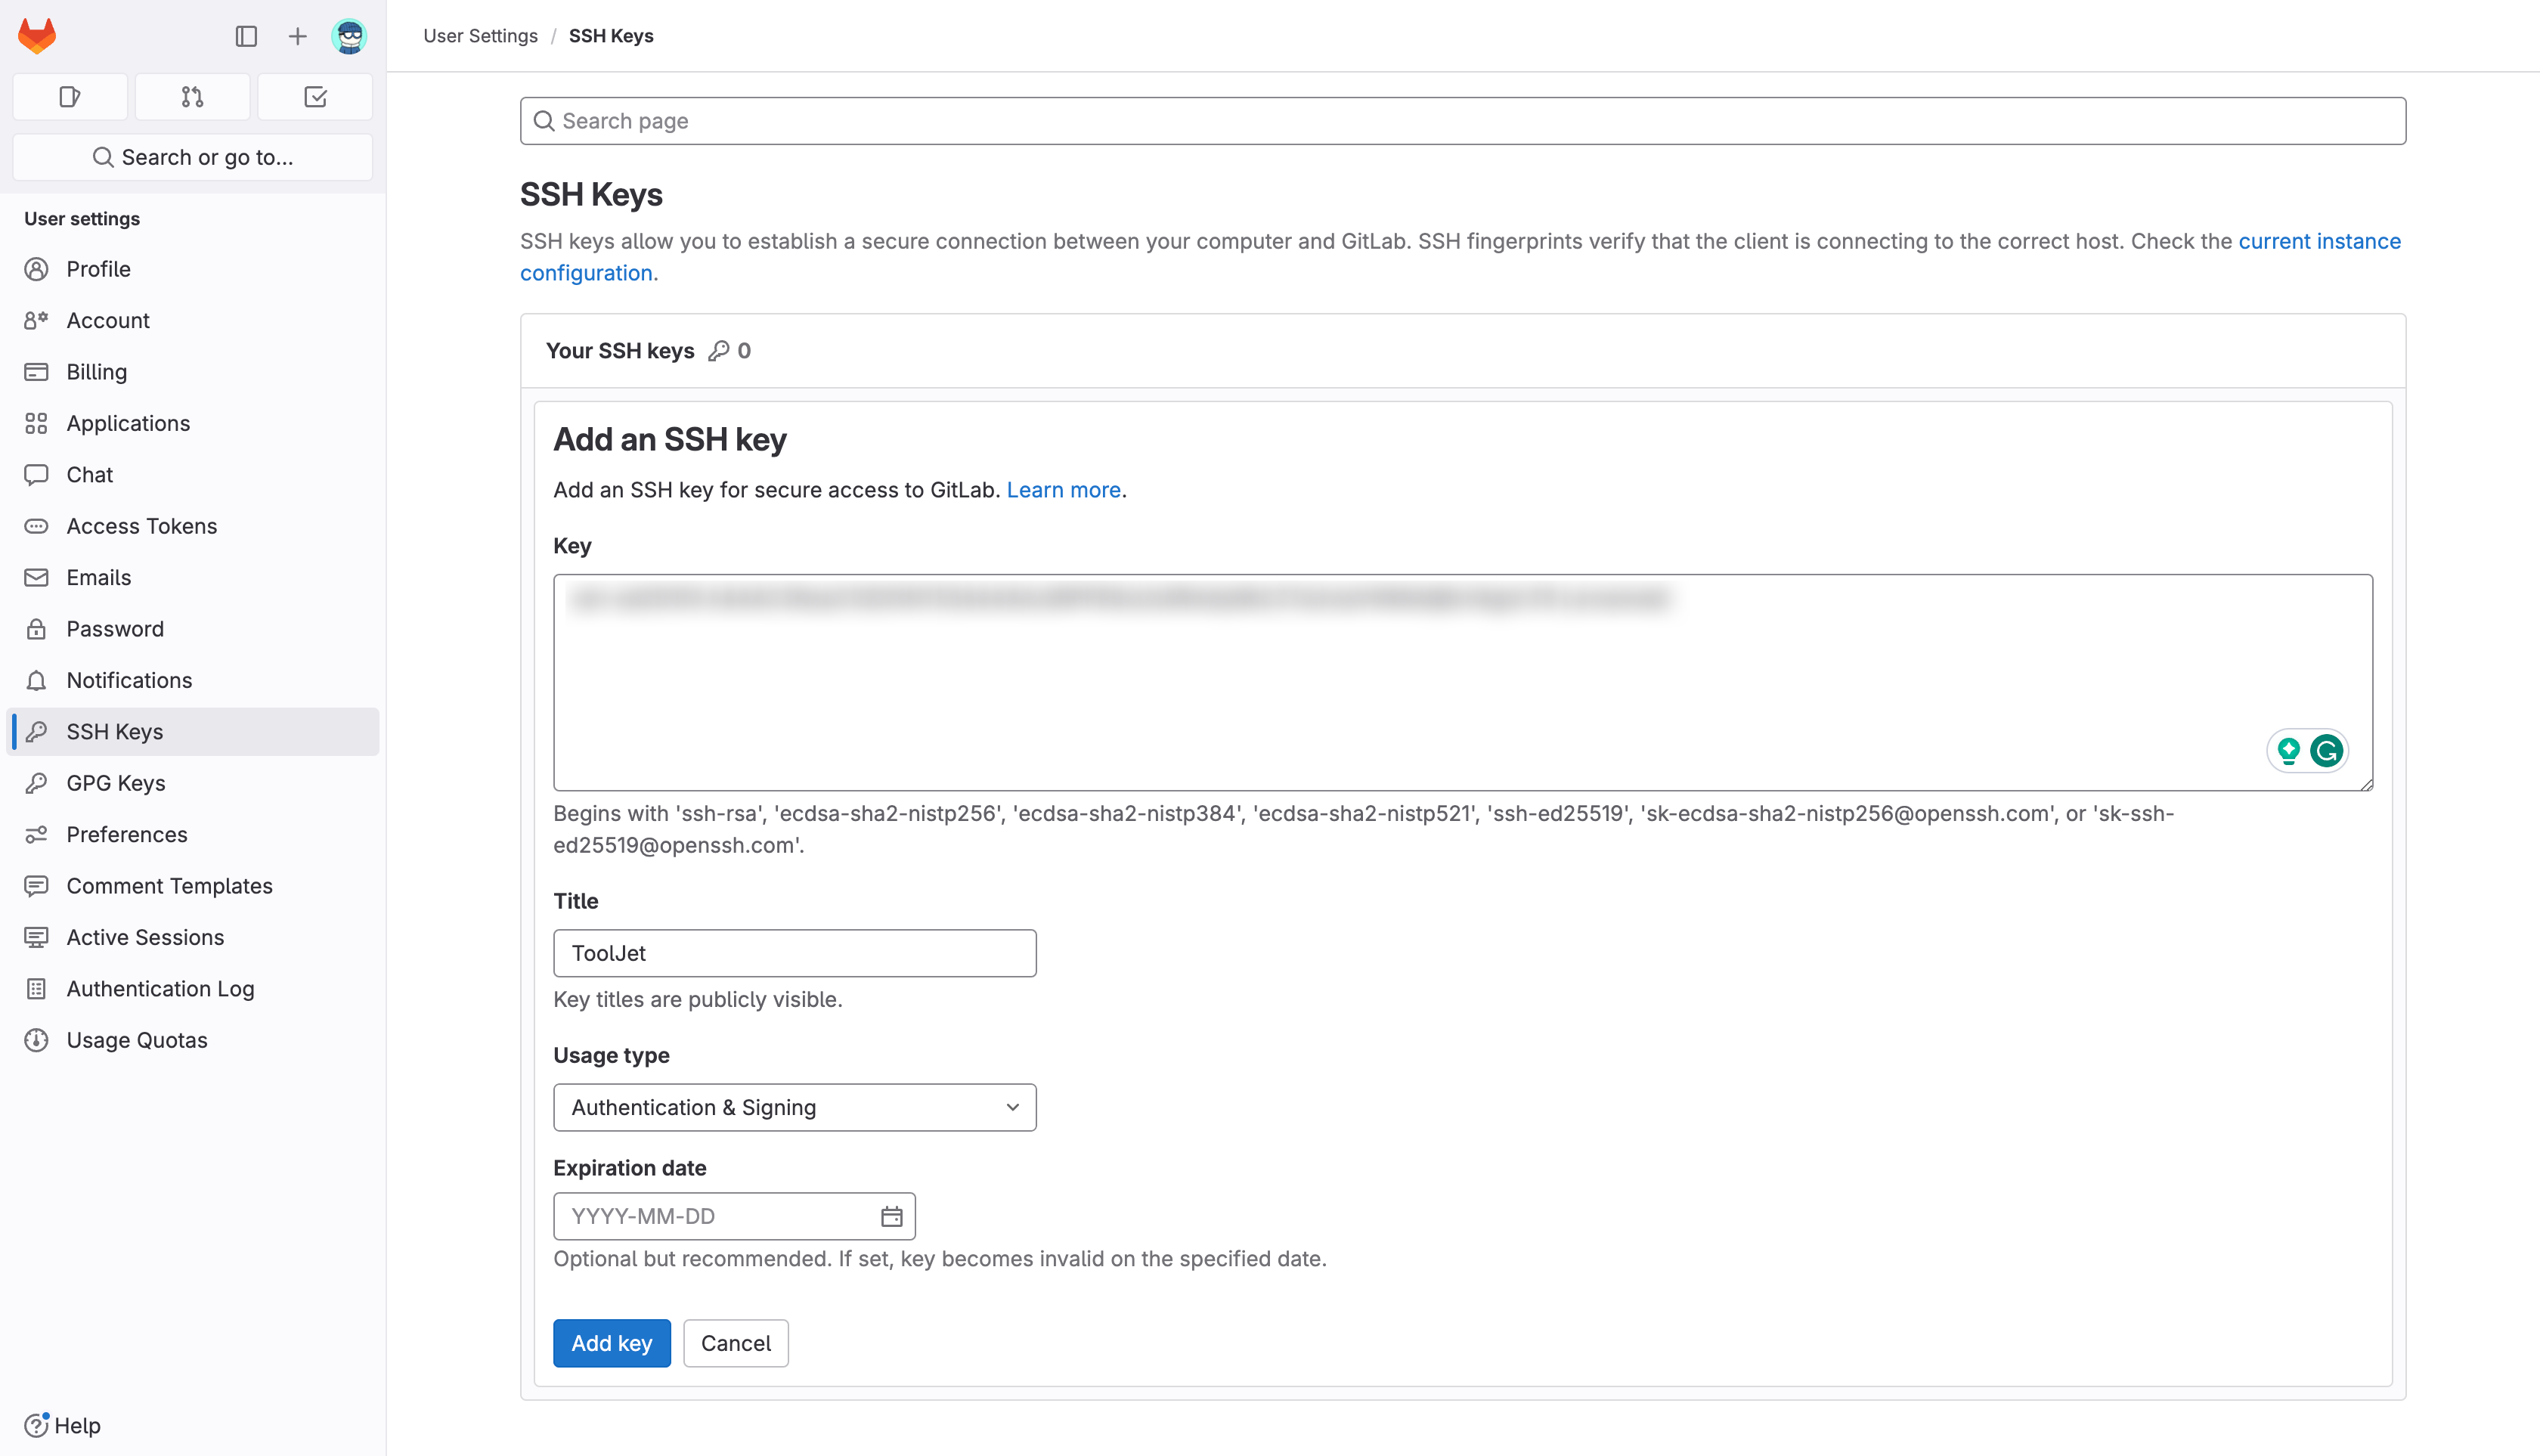 User Settings / SSH Keys
Search or go to...
User settings
Profile
Account
Billing
Applications
Chat
Access Tokens
Emails
Password
Notifications
SSH Keys
GPG Keys
Preferences
Comment Templates
Active Sessions
Authentication Log
Usage Quotas
Help
Search page
SSH Keys
SSH keys allow you to establish a secure connection between your computer and GitLab. SSH fingerprints verify that the client is connecting to the correct host. Check the current instance
configuration.
Your SSH keys 0
Add an SSH key
Add an SSH key for secure access to GitLab. Learn more.
Key
Begins with 'ssh-rsa', 'ecdsa-sha2-nistp256', 'ecdsa-sha2-nistp384', 'ecdsa-sha2-nistp521', 'ssh-ed25519', 'sk-ecdsa-sha2-nistp256@openssh.com', or 'sk-ssh-
ed25519@openssh.com'.
Title
ToolJet
Key titles are publicly visible.
Usage type
Authentication & Signing
Expiration date
YYYY-MM-DD
Optional but recommended. If set, key becomes invalid on the specified date.
Add key
Cancel